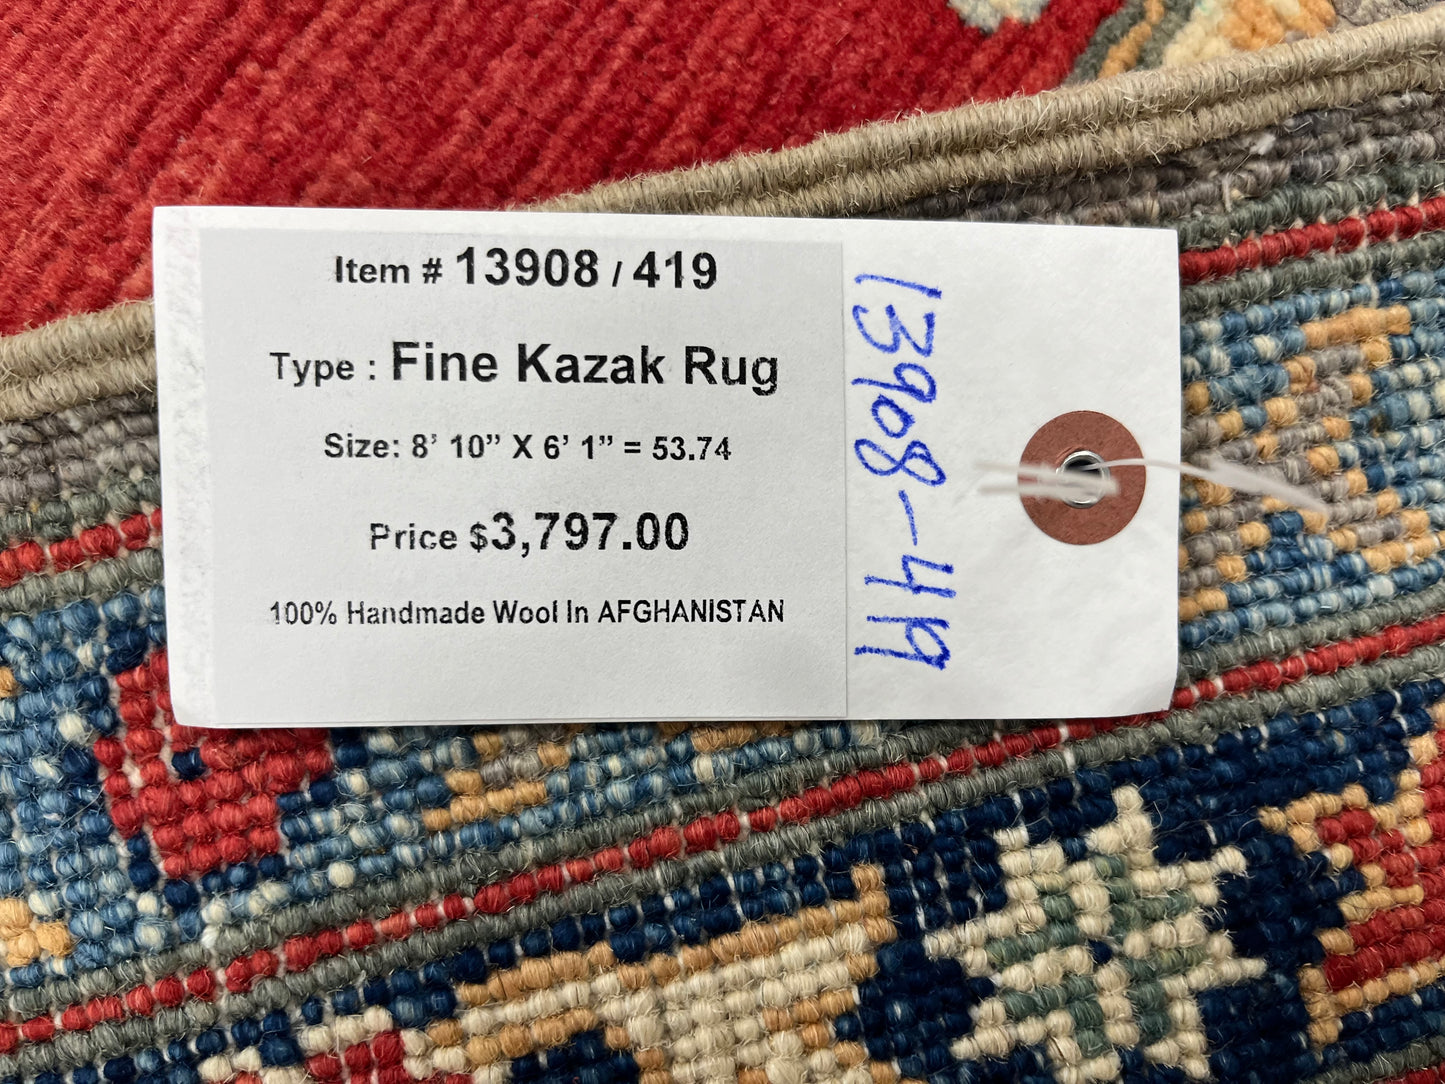 Item # 13908 / 419
Type : Fine Kazak Rug
Size: 8’ 10” X 6’ 1” = 53.74
Price $3,797.00
100% Handmade Wool In AFGHANISTAN
13908-419